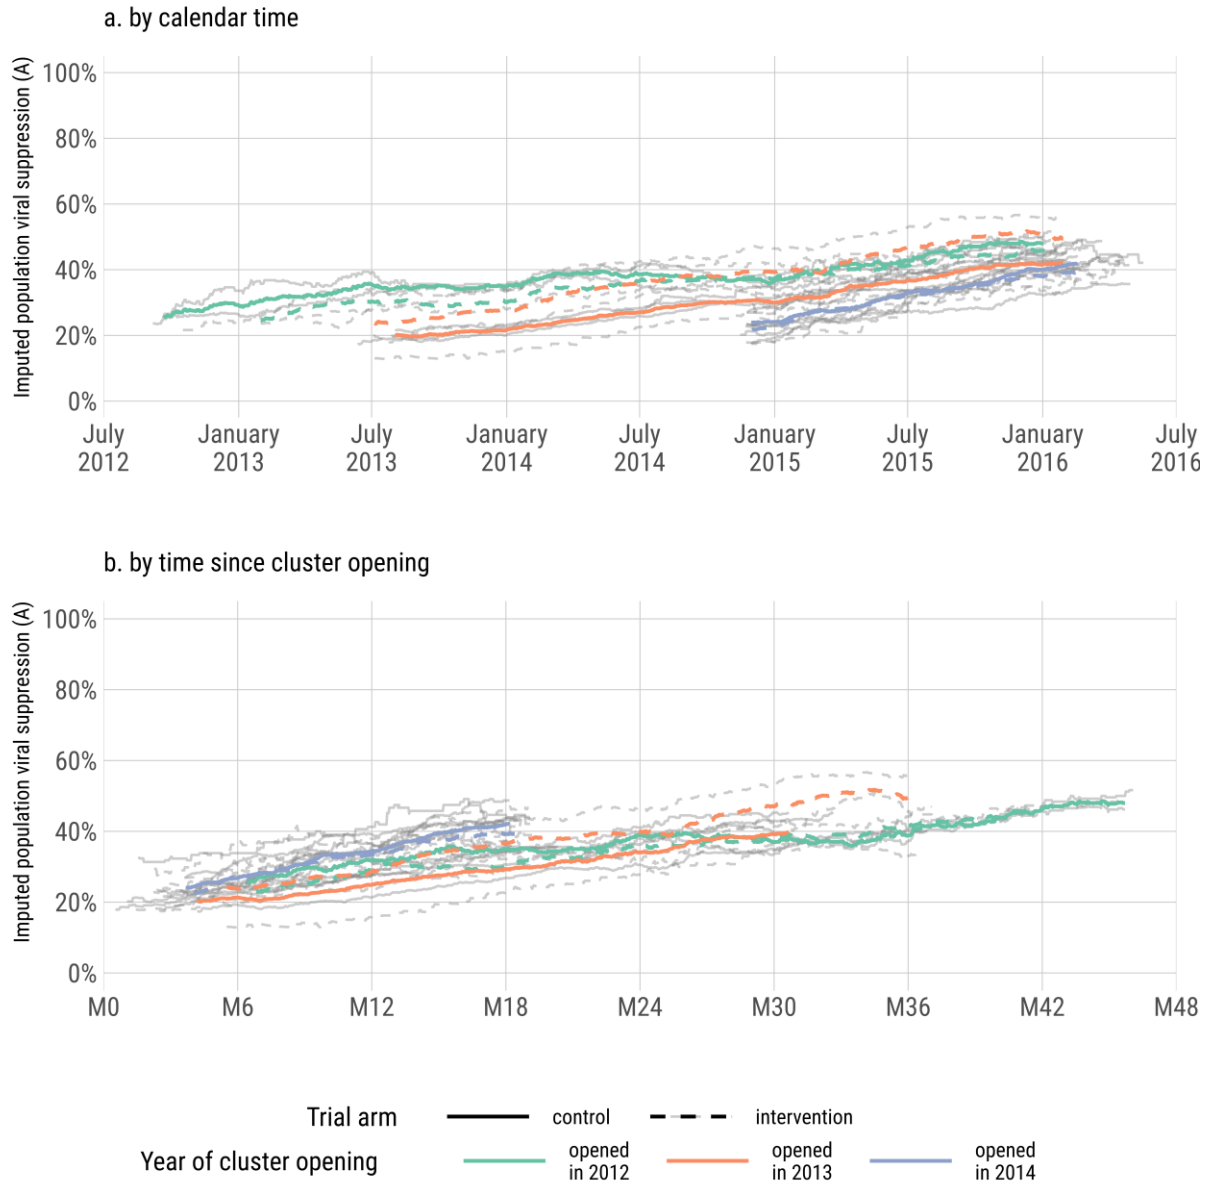 a. by calendar time
Imputed population viral suppression (A)
100%
80%
60%
40%
20%
0%
July January July January July January July January July
2012 2013 2013 2014 2014 2015 2015 2016 2016
b. by time since cluster opening
Imputed population viral suppression (A)
100%
80%
60%
40%
20%
0%
M0 M6 M12 M18 M24 M30 M36 M42 M48
Trial arm control intervention
Year of cluster opening opened opened opened
in 2012 in 2013 in 2014